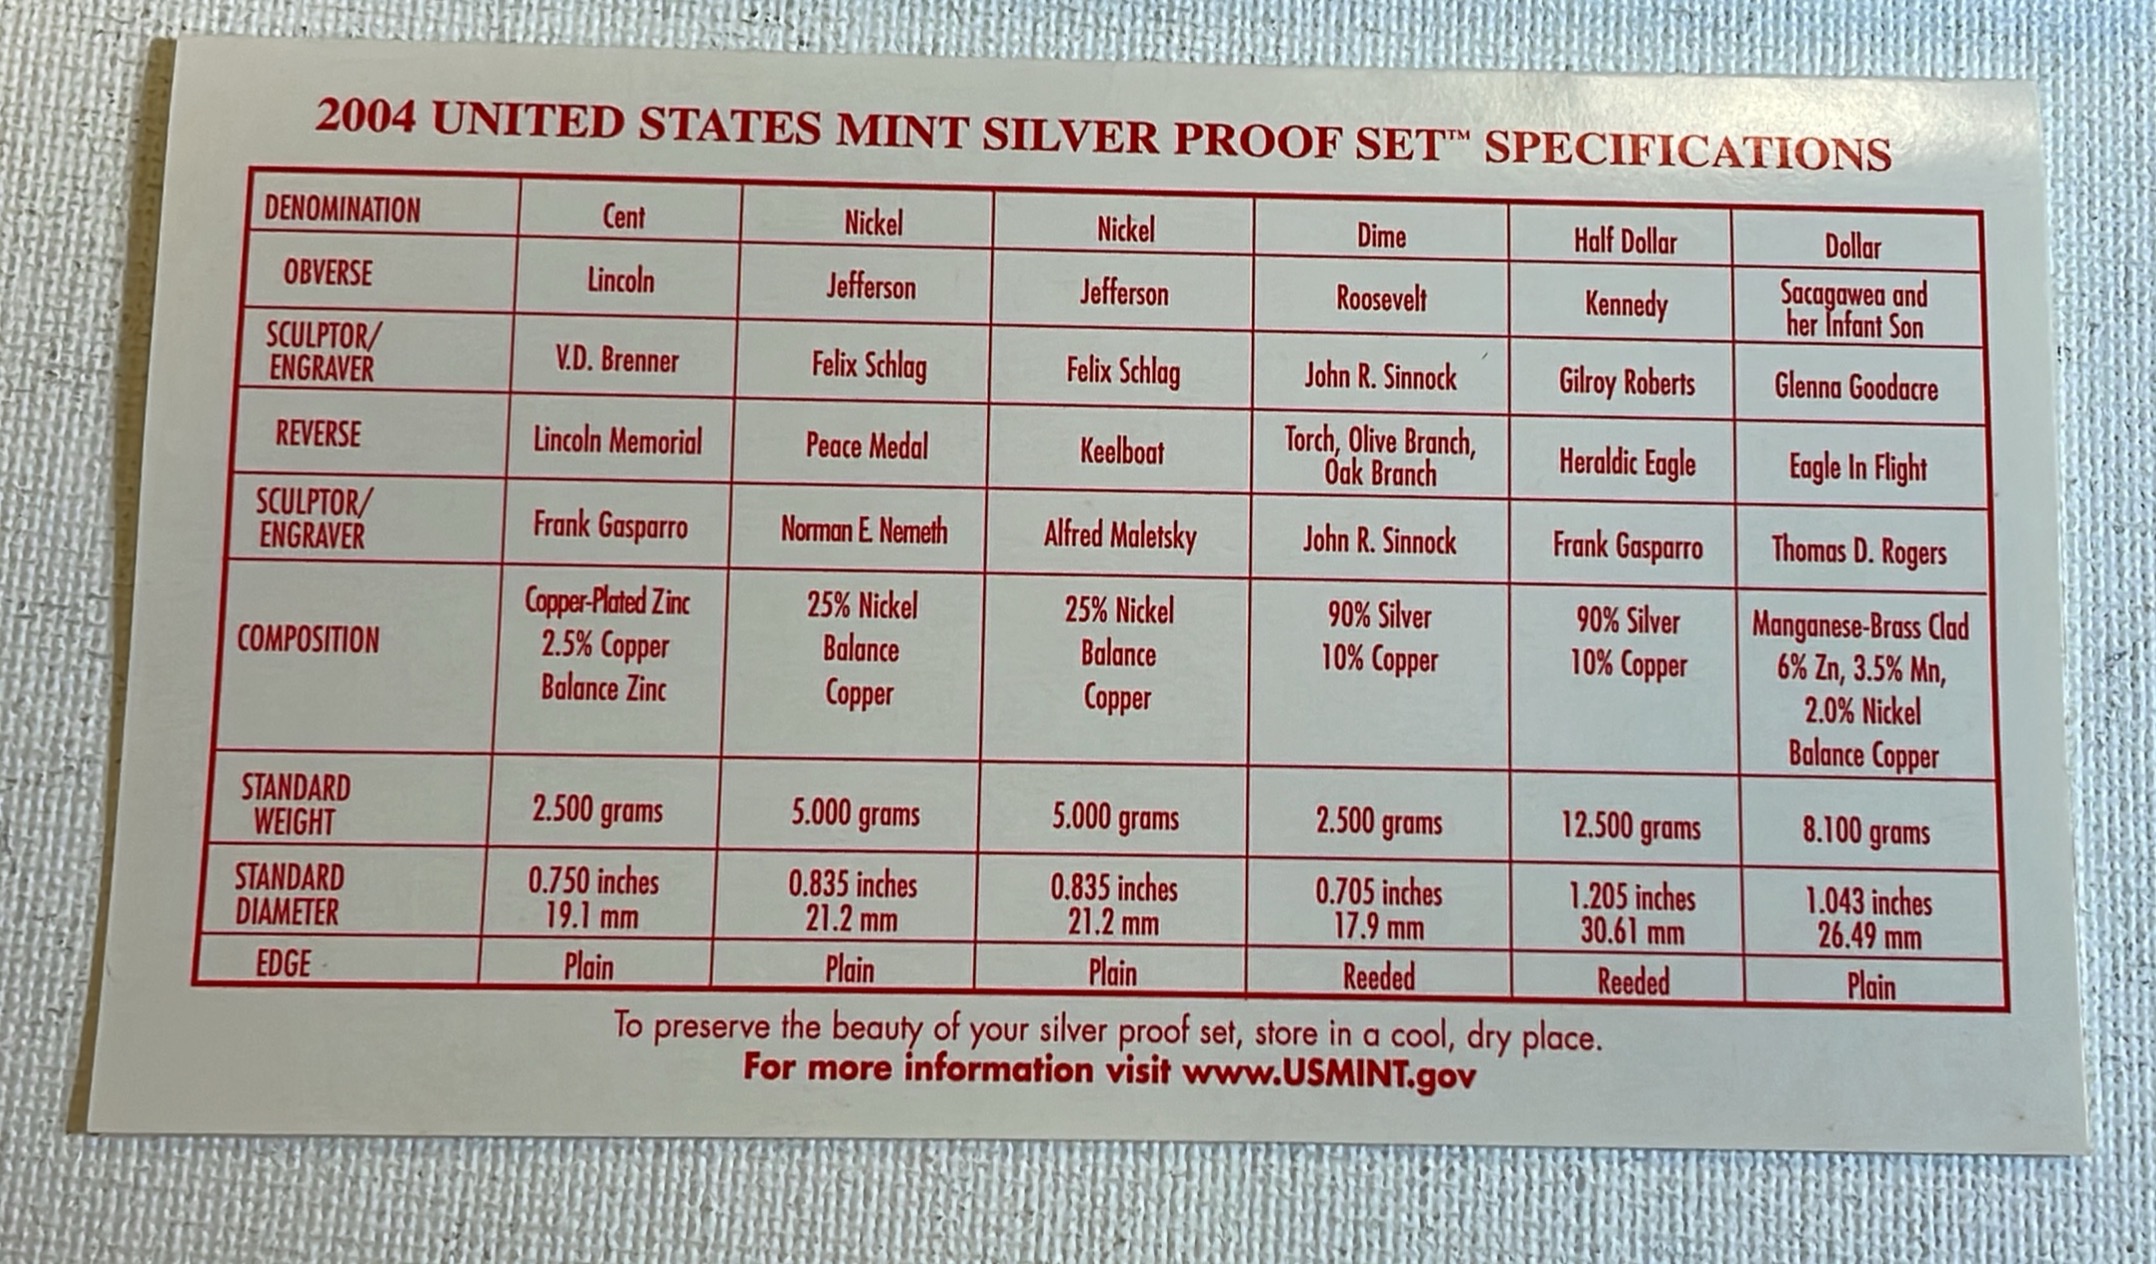 2004 UNITED STATES MINT SILVER PROOF SET™ SPECIFICATIONS
DENOMINATION Cent Nickel Nickel Dime Half Dollar Dollar
OBVERSE Lincoln Jefferson Jefferson Roosevelt Kennedy Sacagawea and
her Infant Son
SCULPTOR/
ENGRAVER V.D. Brenner Felix Schlag Felix Schlag John R. Sinnock Gilroy Roberts Glenna Goodacre
REVERSE Lincoln Memorial Peace Medal Keelboat Torch, Olive Branch,
Oak Branch Heraldic Eagle Eagle In Flight
SCULPTOR/
ENGRAVER Frank Gasparro Norman E. Nemeth Alfred Maletsky John R. Sinnock Frank Gasparro Thomas D. Rogers
COMPOSITION Copper-Plated Zinc 25% Nickel 25% Nickel 90% Silver 90% Silver Manganese-Brass Clad
2.5% Copper Balance Balance 10% Copper 10% Copper 6% Zn, 3.5% Mn,
Balance Zinc Copper Copper 2.0% Nickel
Balance Copper
STANDARD
WEIGHT 2.500 grams 5.000 grams 5.000 grams 2.500 grams 12.500 grams 8.100 grams
STANDARD 0.750 inches 0.835 inches 0.835 inches 0.705 inches 1.205 inches 1.043 inches
DIAMETER 19.1 mm 21.2 mm 21.2 mm 17.9 mm 30.61 mm 26.49 mm
EDGE Plain Plain Plain Reeded Reeded Plain
To preserve the beauty of your silver proof set, store in a cool, dry place.
For more information visit www.USMINT.gov